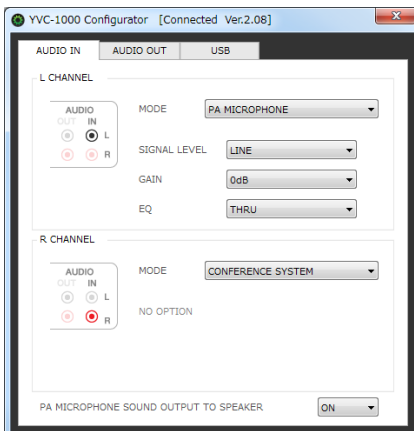 YVC-1000 Configurator [Connected Ver.2.08]
AUDIO IN AUDIO OUT USB
L CHANNEL
AUDIO
OUT IN
L
R
MODE PA MICROPHONE
SIGNAL LEVEL LINE
GAIN 0dB
EQ THRU
R CHANNEL
AUDIO
OUT IN
L
R
MODE CONFERENCE SYSTEM
NO OPTION
PA MICROPHONE SOUND OUTPUT TO SPEAKER ON